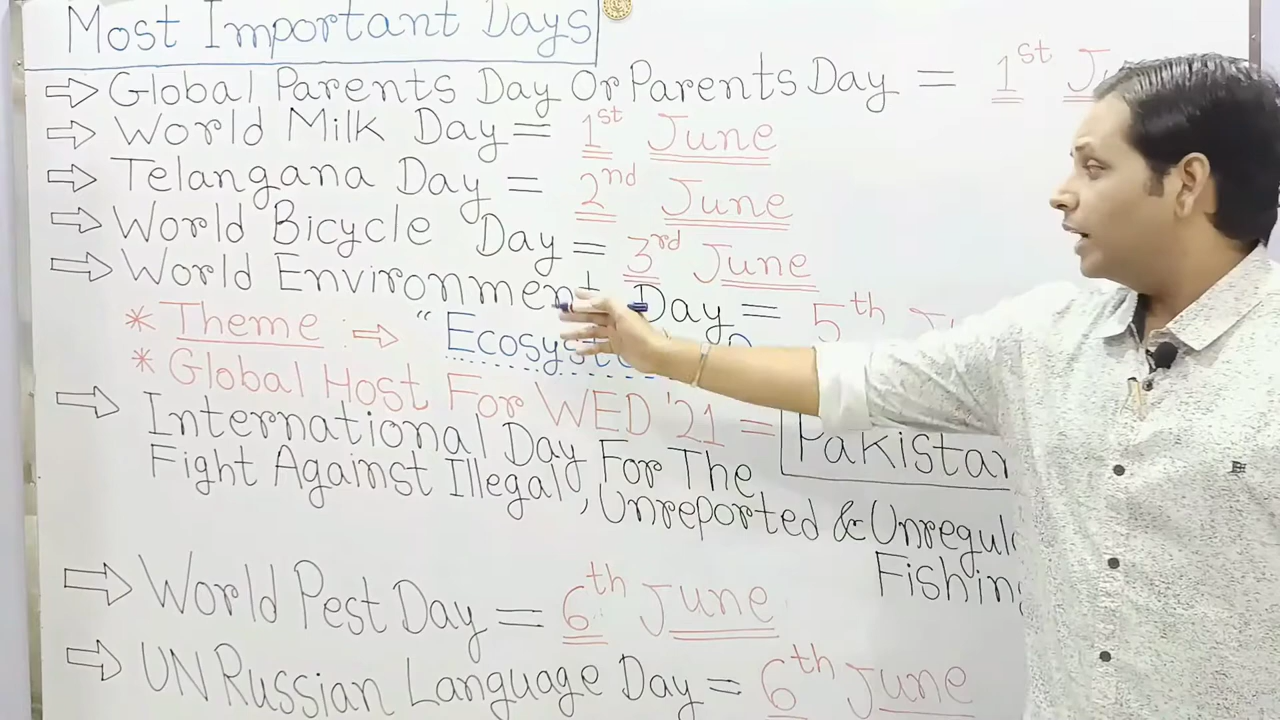 Most Important Days
⇒ Global Parents Day Or Parents Day = 1st
⇒ World Milk Day = 1st June
⇒ Telangana Day = 2nd June
⇒ World Bicycle Day = 3rd June
⇒ World Environment Day = 5th
* Theme :⇒ "
* Global Host For WED '21 = Pakistan
⇒ International Day For The
Fight Against Illegal, Unreported &
Fishing
⇒ World Pest Day = 6th June
⇒ UN Russian Language Day = 6th June